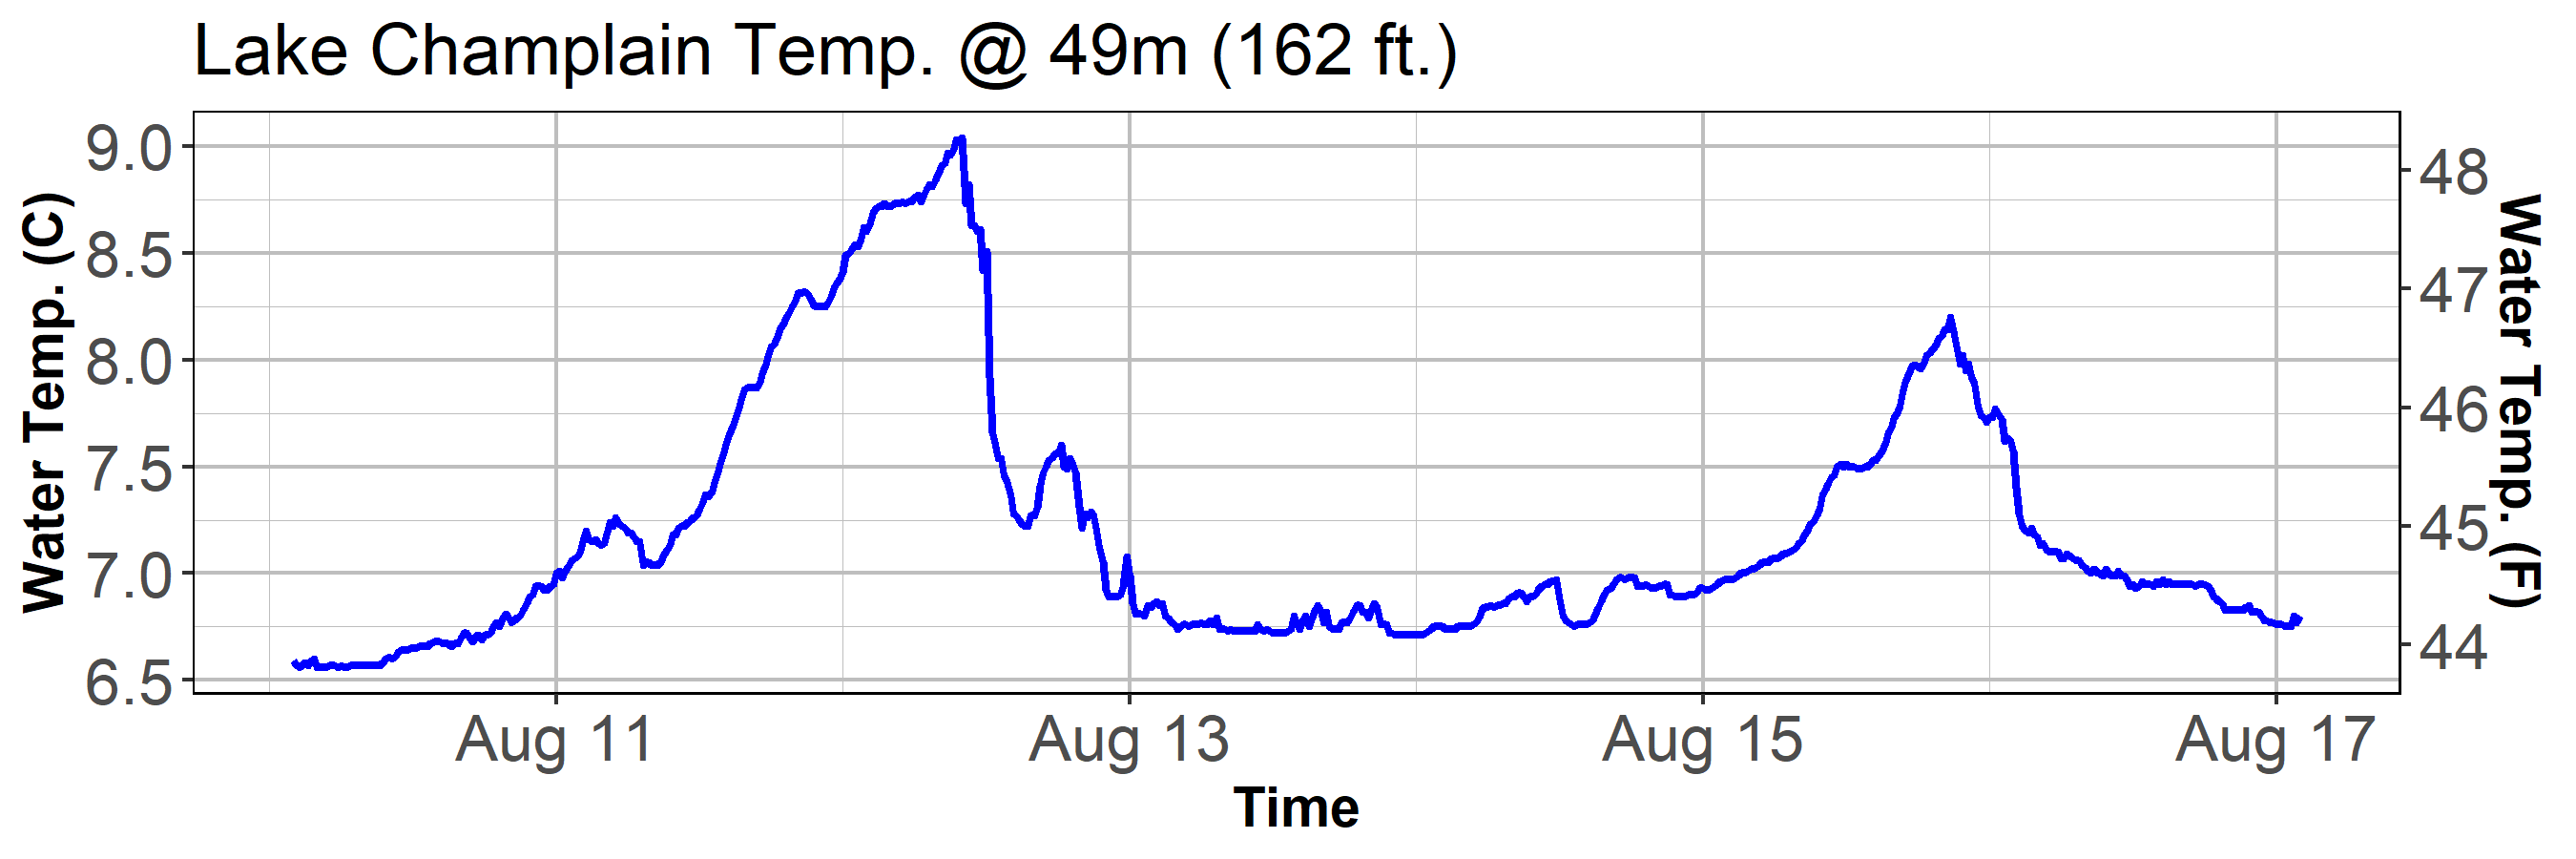 Lake Champlain Temp. @ 49m (162 ft.)
Water Temp. (C)
9.0
8.5
8.0
7.5
7.0
6.5
48
47
46
45
44
Water Temp. (F)
Aug 11 Aug 13 Aug 15 Aug 17
Time